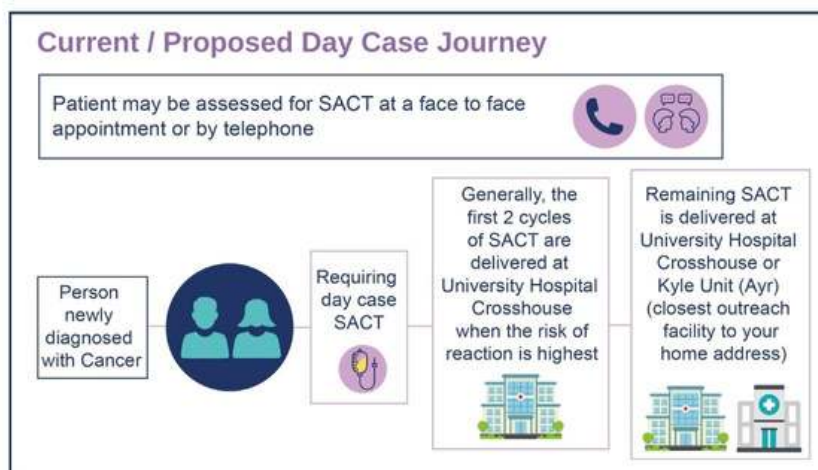 Current / Proposed Day Case Journey
Patient may be assessed for SACT at a face to face
appointment or by telephone
Person
newly
diagnosed
with Cancer
Requiring
day case
SACT
Generally, the
first 2 cycles
of SACT are
delivered at
University Hospital
Crosshouse
when the risk of
reaction is highest
Remaining SACT
is delivered at
University Hospital
Crosshouse or
Kyle Unit (Ayr)
(closest outreach
facility to your
home address)